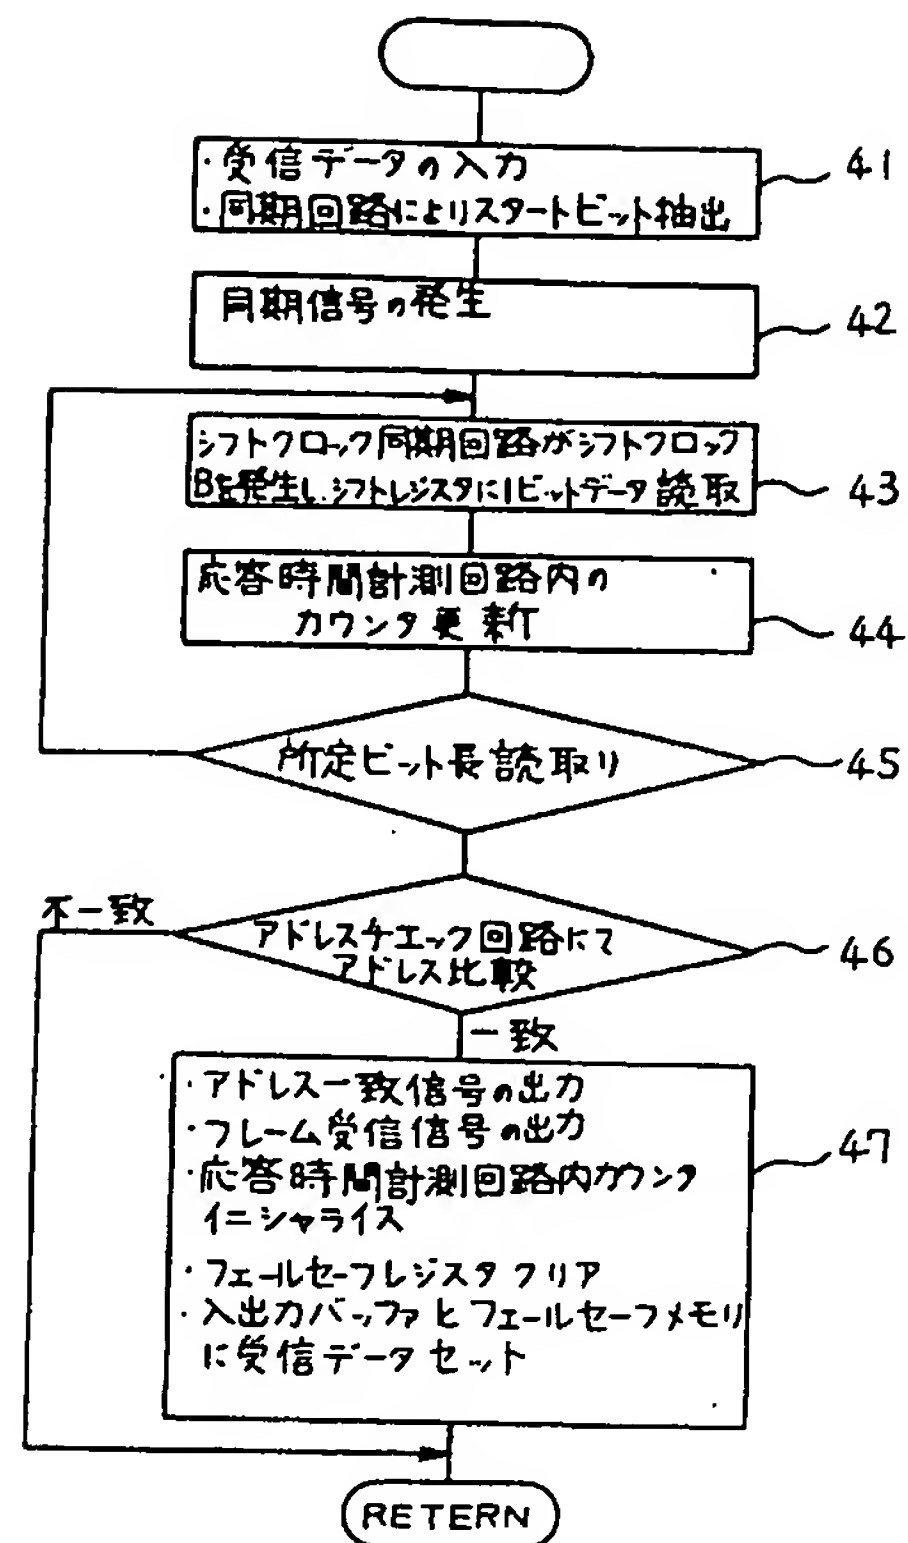 ・受信データの入力
・同期回路によりスタートビット抽出
41
同期信号の発生
42
シフトクロック同期回路がシフトクロック
Bを発生し、シフトレジスタに1ビットデータ読取
43
応答時間計測回路内の
カウンタ更新
44
所定ビット長読取り
45
不一致
アドレスチエック回路にて
アドレス比較
46
一致
・アドレス一致信号の出力
・フレーム受信信号の出力
・応答時間計測回路内カウンタ
イニシャライス
・フェールセーフレジスタクリア
・入出力バッファとフェールセーフメモリ
に受信データセット
47
RETERN